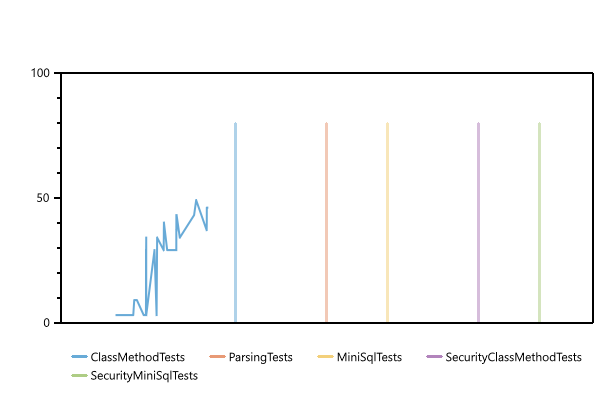 100
50
0
ClassMethodTests ParsingTests MiniSqlTests SecurityClassMethodTests
SecurityMiniSqlTests